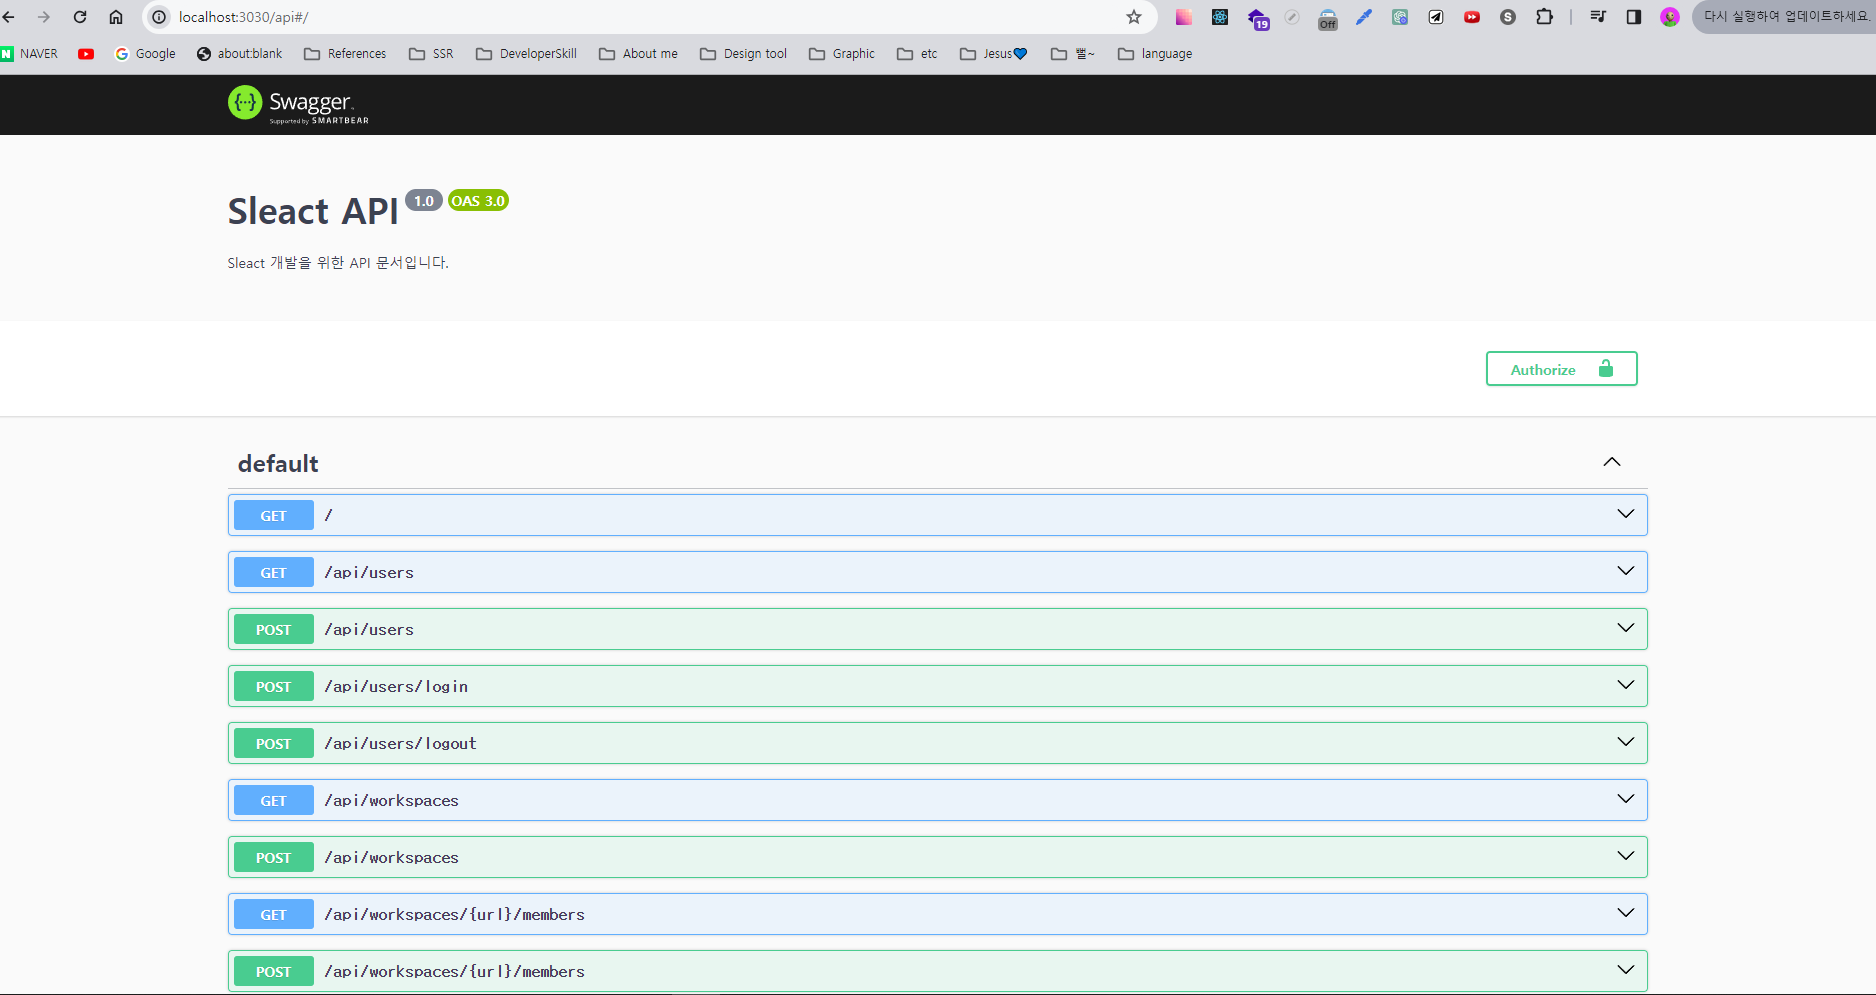 localhost:3030/api#/
19
Off
S
다시 실행하여 업데이트하세요.
N NAVER
Google
about:blank
References
SSR
DeveloperSkill
About me
Design tool
Graphic
etc
Jesus💙
뻘~
language
{···} Swagger
Supported by SMARTBEAR
Sleact API 1.0 OAS 3.0
Sleact 개발을 위한 API 문서입니다.
Authorize
default
GET /
GET /api/users
POST /api/users
POST /api/users/login
POST /api/users/logout
GET /api/workspaces
POST /api/workspaces
GET /api/workspaces/{url}/members
POST /api/workspaces/{url}/members